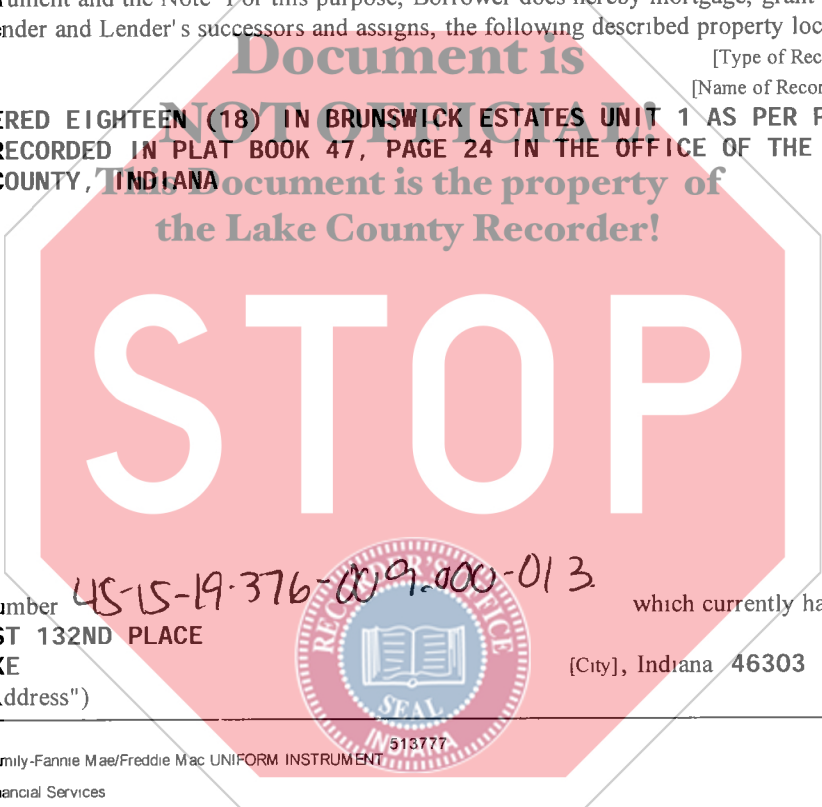 ument and the Note For this purpose, Borrower does hereby mortgage, grant
ender and Lender's successors and assigns, the following described property loc
Document is
[Type of Rec
[Name of Recor
NOT OFFICIAL!
ERED EIGHTEEN (18) IN BRUNSWICK ESTATES UNIT 1 AS PER P
RECORDED IN PLAT BOOK 47, PAGE 24 IN THE OFFICE OF THE
COUNTY, INDIANA
This Document is the property of
the Lake County Recorder!
STOP
umber 45-15-19-376-009.000-013 which currently ha
ST 132ND PLACE
KE [City], Indiana 46303
Address")
RECORDER'S OFFICE
SEAL
INDIANA
513777
mily-Fannie Mae/Freddie Mac UNIFORM INSTRUMENT
ancial Services